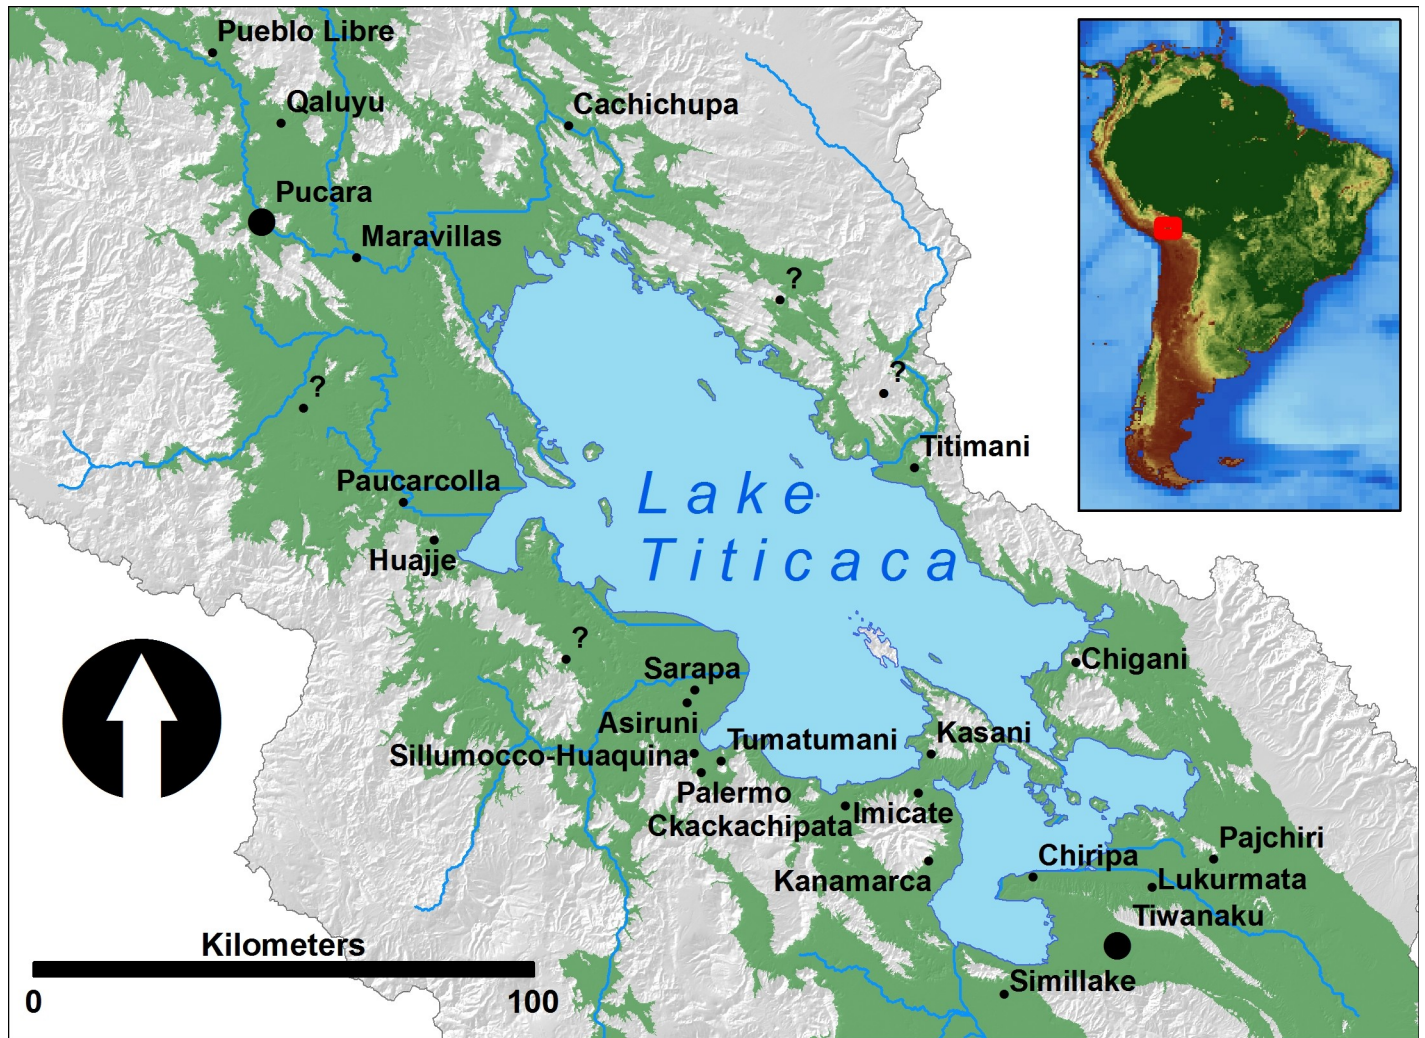 Pueblo Libre
Qaluyu
Cachichupa
Pucara
Maravillas
?
?
?
Titimani
Paucarcolla
Lake
Titicaca
Huajje
?
Sarapa
Chigani
Asiruni
Kasani
Tumatumani
Sillumocco-Huaquina
Palermo
Imicate
Ckackachipata
Pajchiri
Chiripa
Kanamarca
Lukurmata
Tiwanaku
Kilometers
Simillake
0
100